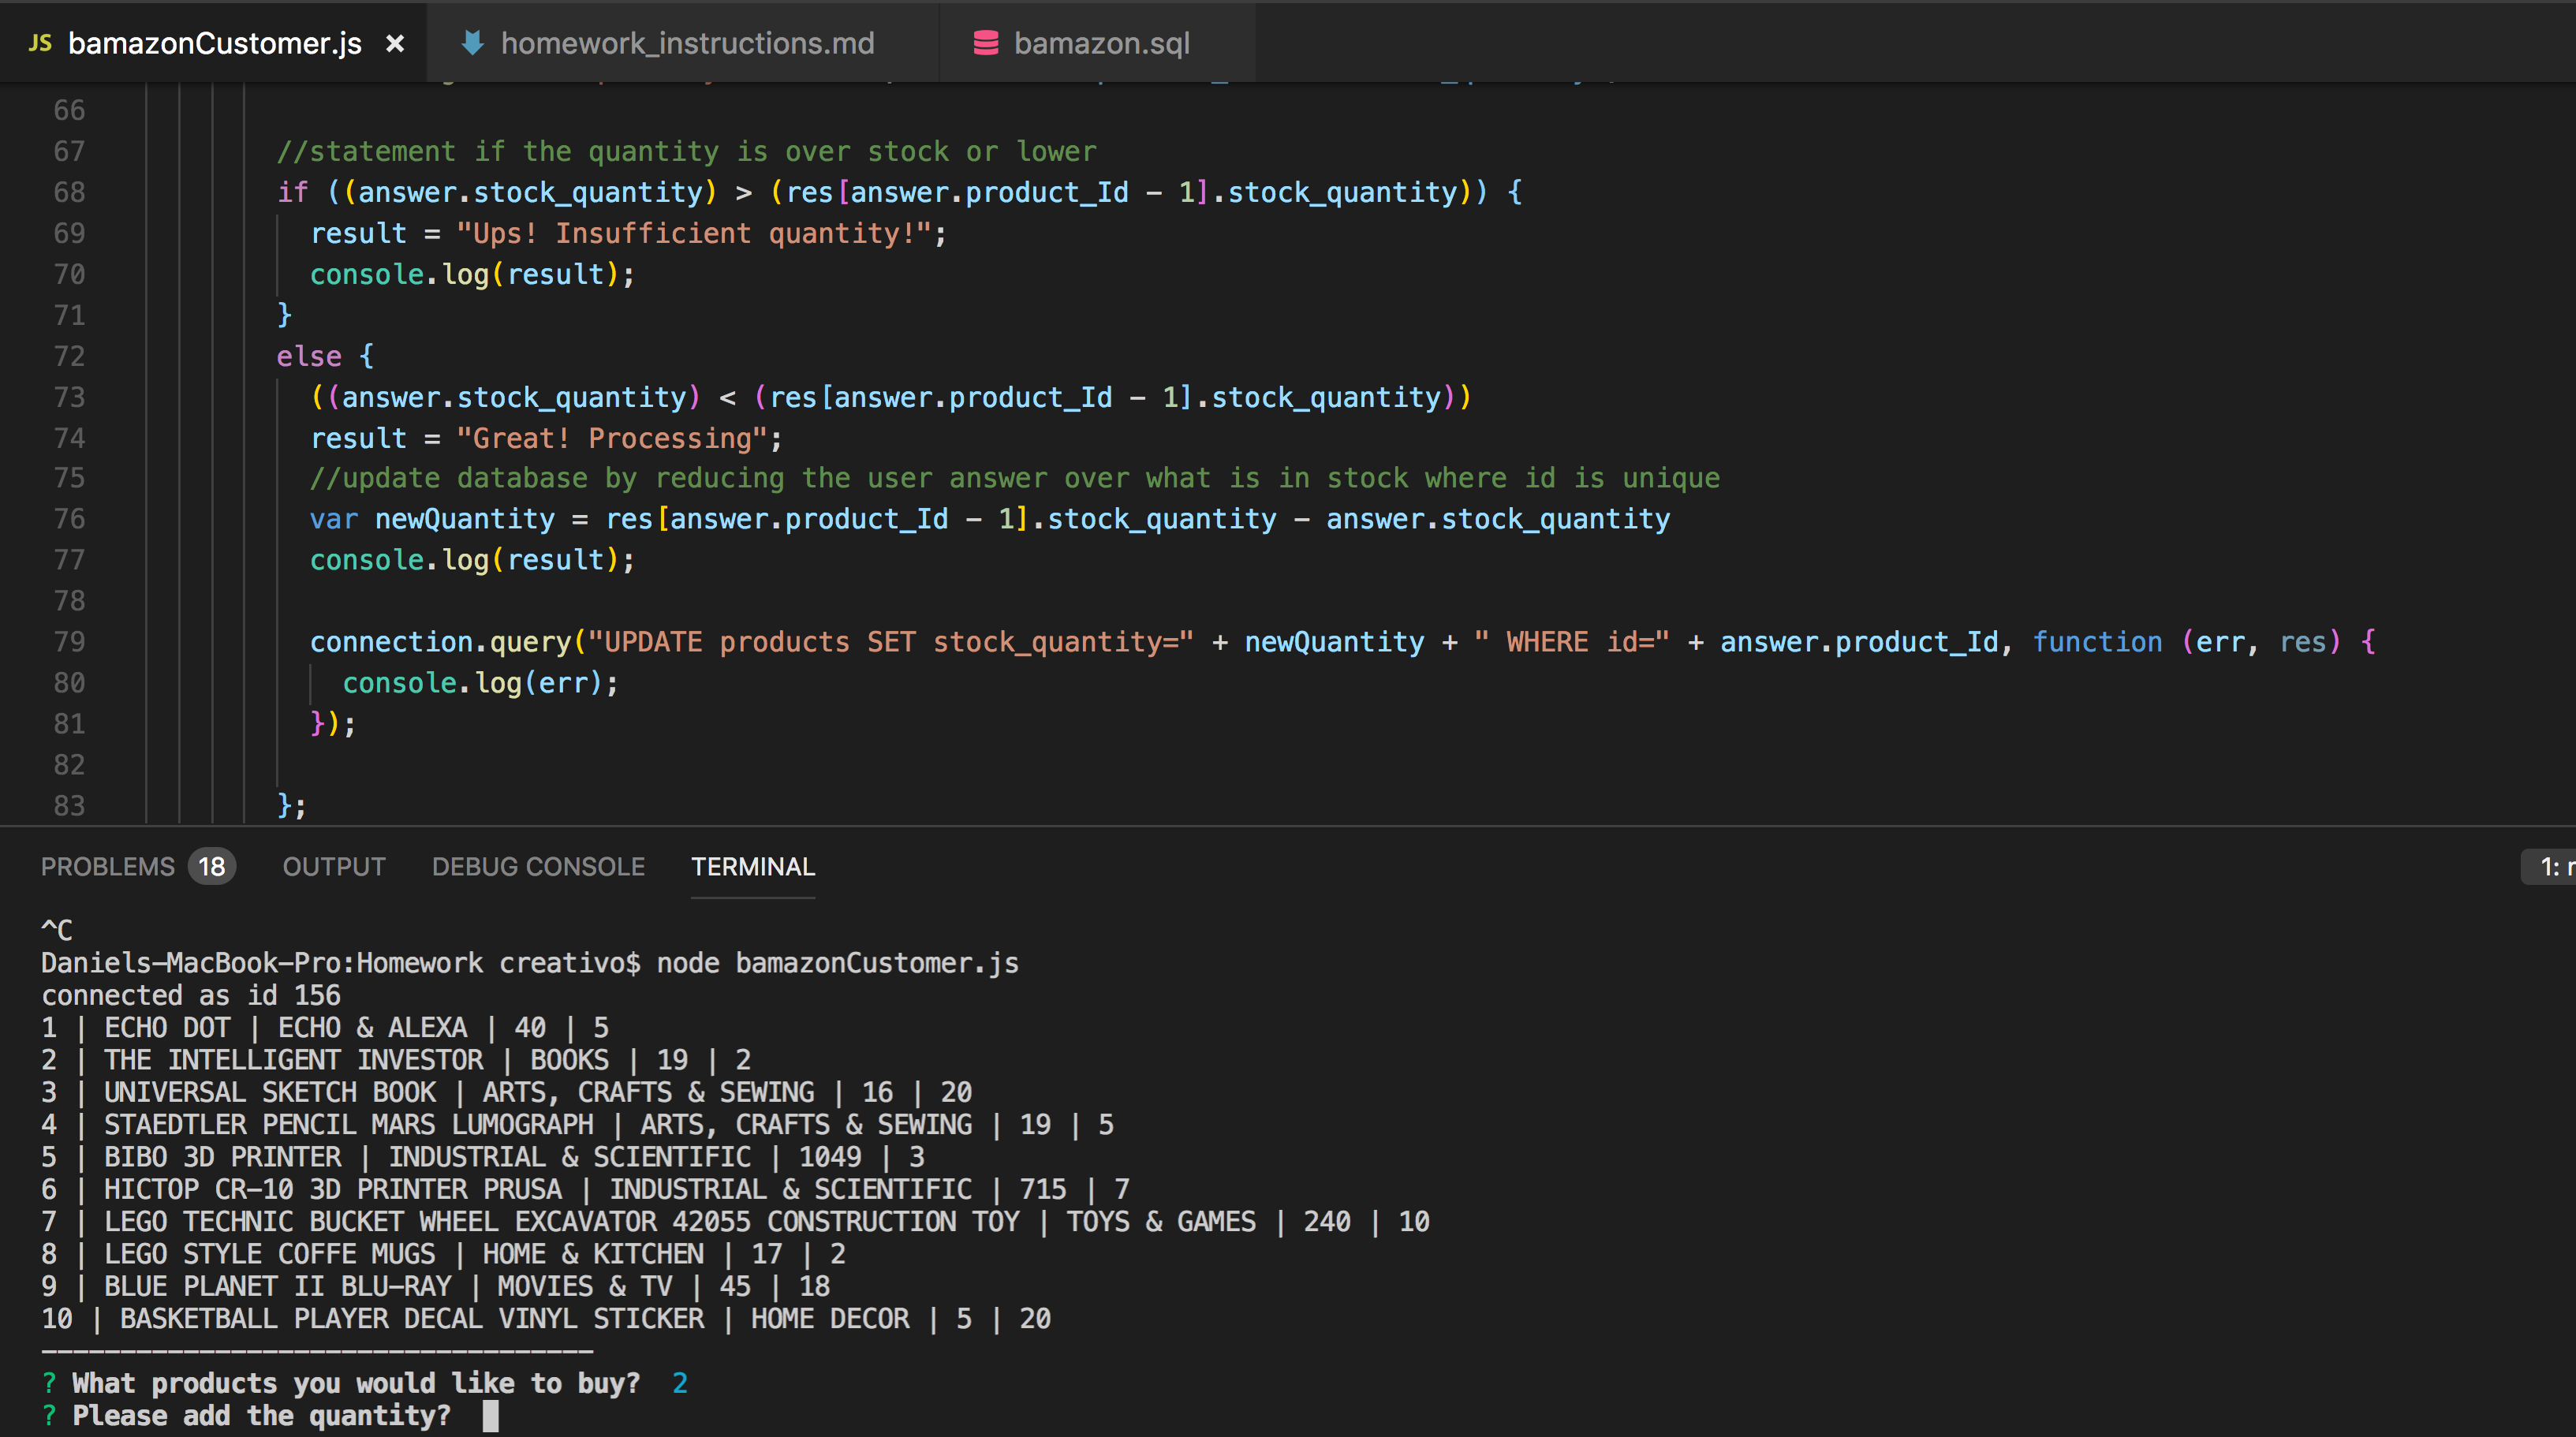 JS bamazonCustomer.js × homework_instructions.md bamazon.sql
66
67 //statement if the quantity is over stock or lower
68 if ((answer.stock_quantity) > (res[answer.product_Id - 1].stock_quantity)) {
69 result = "Ups! Insufficient quantity!";
70 console.log(result);
71 }
72 else {
73 ((answer.stock_quantity) < (res[answer.product_Id - 1].stock_quantity))
74 result = "Great! Processing";
75 //update database by reducing the user answer over what is in stock where id is unique
76 var newQuantity = res[answer.product_Id - 1].stock_quantity - answer.stock_quantity
77 console.log(result);
78
79 connection.query("UPDATE products SET stock_quantity=" + newQuantity + " WHERE id=" + answer.product_Id, function (err, res) {
80 console.log(err);
81 });
82
83 };
PROBLEMS 18 OUTPUT DEBUG CONSOLE TERMINAL 1:
^C
Daniels-MacBook-Pro:Homework creativo$ node bamazonCustomer.js
connected as id 156
1 | ECHO DOT | ECHO & ALEXA | 40 | 5
2 | THE INTELLIGENT INVESTOR | BOOKS | 19 | 2
3 | UNIVERSAL SKETCH BOOK | ARTS, CRAFTS & SEWING | 16 | 20
4 | STAEDTLER PENCIL MARS LUMOGRAPH | ARTS, CRAFTS & SEWING | 19 | 5
5 | BIBO 3D PRINTER | INDUSTRIAL & SCIENTIFIC | 1049 | 3
6 | HICTOP CR-10 3D PRINTER PRUSA | INDUSTRIAL & SCIENTIFIC | 715 | 7
7 | LEGO TECHNIC BUCKET WHEEL EXCAVATOR 42055 CONSTRUCTION TOY | TOYS & GAMES | 240 | 10
8 | LEGO STYLE COFFE MUGS | HOME & KITCHEN | 17 | 2
9 | BLUE PLANET II BLU-RAY | MOVIES & TV | 45 | 18
10 | BASKETBALL PLAYER DECAL VINYL STICKER | HOME DECOR | 5 | 20
-----------------------------------
? What products you would like to buy? 2
? Please add the quantity?